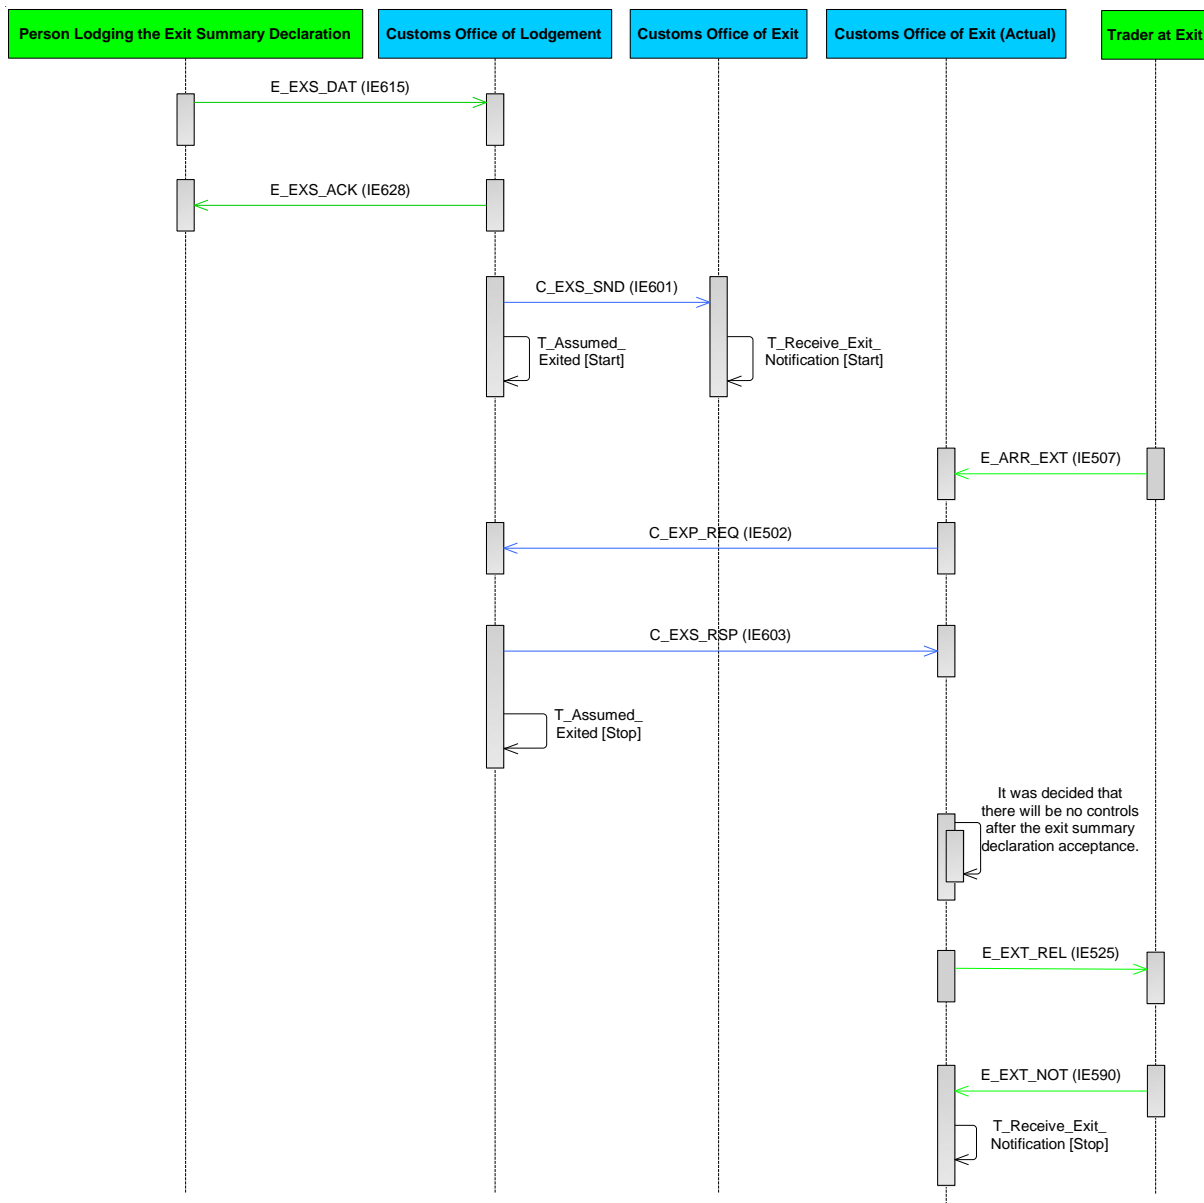 Person Lodging the Exit Summary Declaration
Customs Office of Lodgement
Customs Office of Exit
Customs Office of Exit (Actual)
Trader at Exit
E_EXS_DAT (IE615)
E_EXS_ACK (IE628)
C_EXS_SND (IE601)
T_Assumed_
Exited [Start]
T_Receive_Exit_
Notification [Start]
E_ARR_EXT (IE507)
C_EXP_REQ (IE502)
C_EXS_RSP (IE603)
T_Assumed_
Exited [Stop]
It was decided that
there will be no controls
after the exit summary
declaration acceptance.
E_EXT_REL (IE525)
E_EXT_NOT (IE590)
T_Receive_Exit_
Notification [Stop]